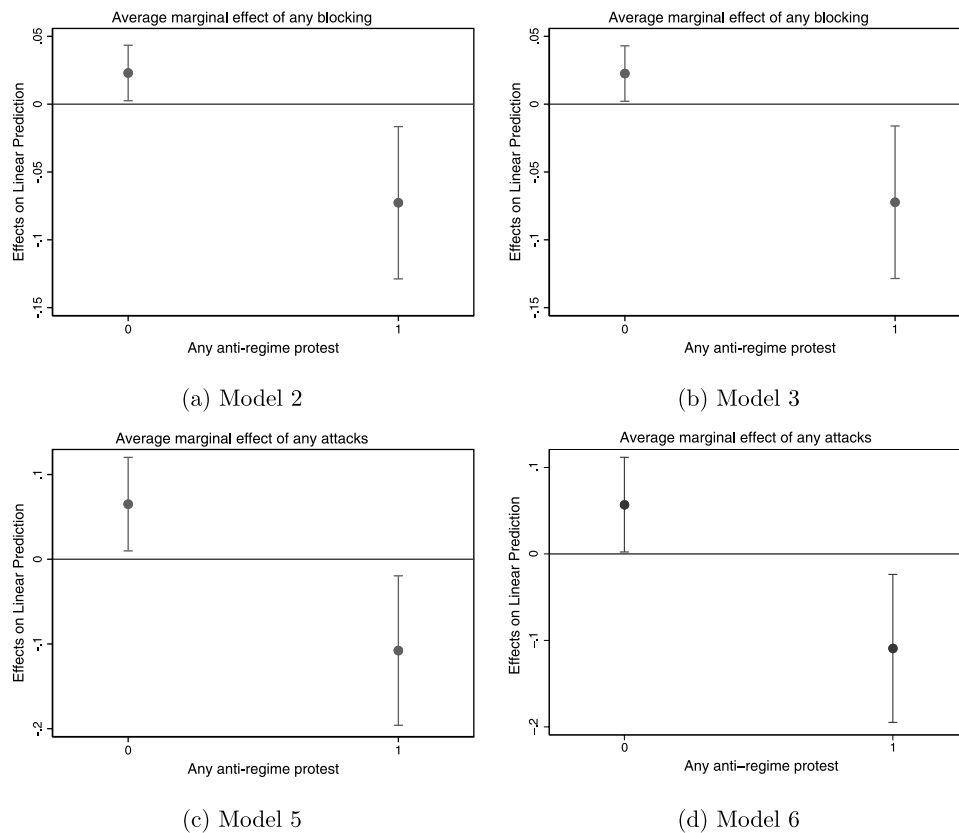 Average marginal effect of any blocking
Effects on Linear Prediction
.05
0
-.05
-.1
-.15
0
1
Any anti-regime protest
(a) Model 2
Average marginal effect of any blocking
Effects on Linear Prediction
.05
0
-.05
-.1
-.15
0
1
Any anti-regime protest
(b) Model 3
Average marginal effect of any attacks
Effects on Linear Prediction
.1
0
-.1
-.2
0
1
Any anti-regime protest
(c) Model 5
Average marginal effect of any attacks
Effects on Linear Prediction
.1
0
−.1
−.2
0
1
Any anti−regime protest
(d) Model 6